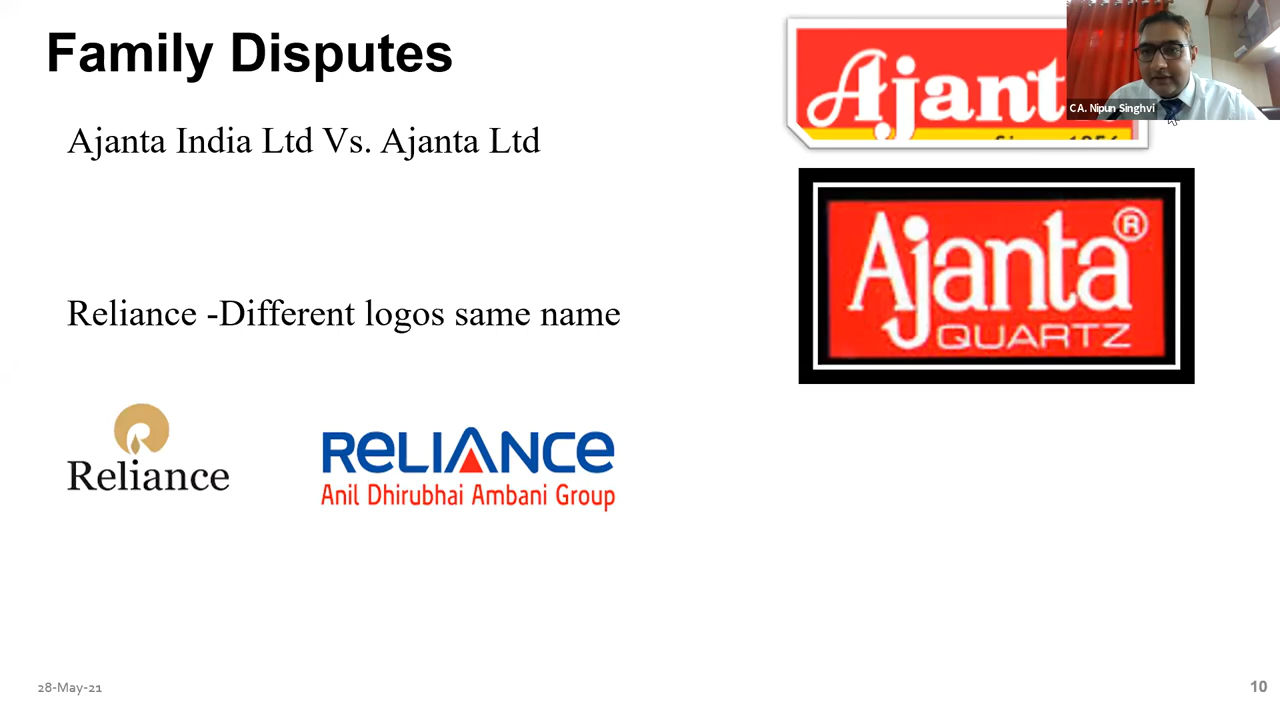 Family Disputes
Ajanta India Ltd Vs. Ajanta Ltd
Reliance -Different logos same name
Reliance
RELIANCe
Anil Dhirubhai Ambani Group
CA. Nipun Singhvi
Ajanta
QUARTZ
®
28-May-21
10